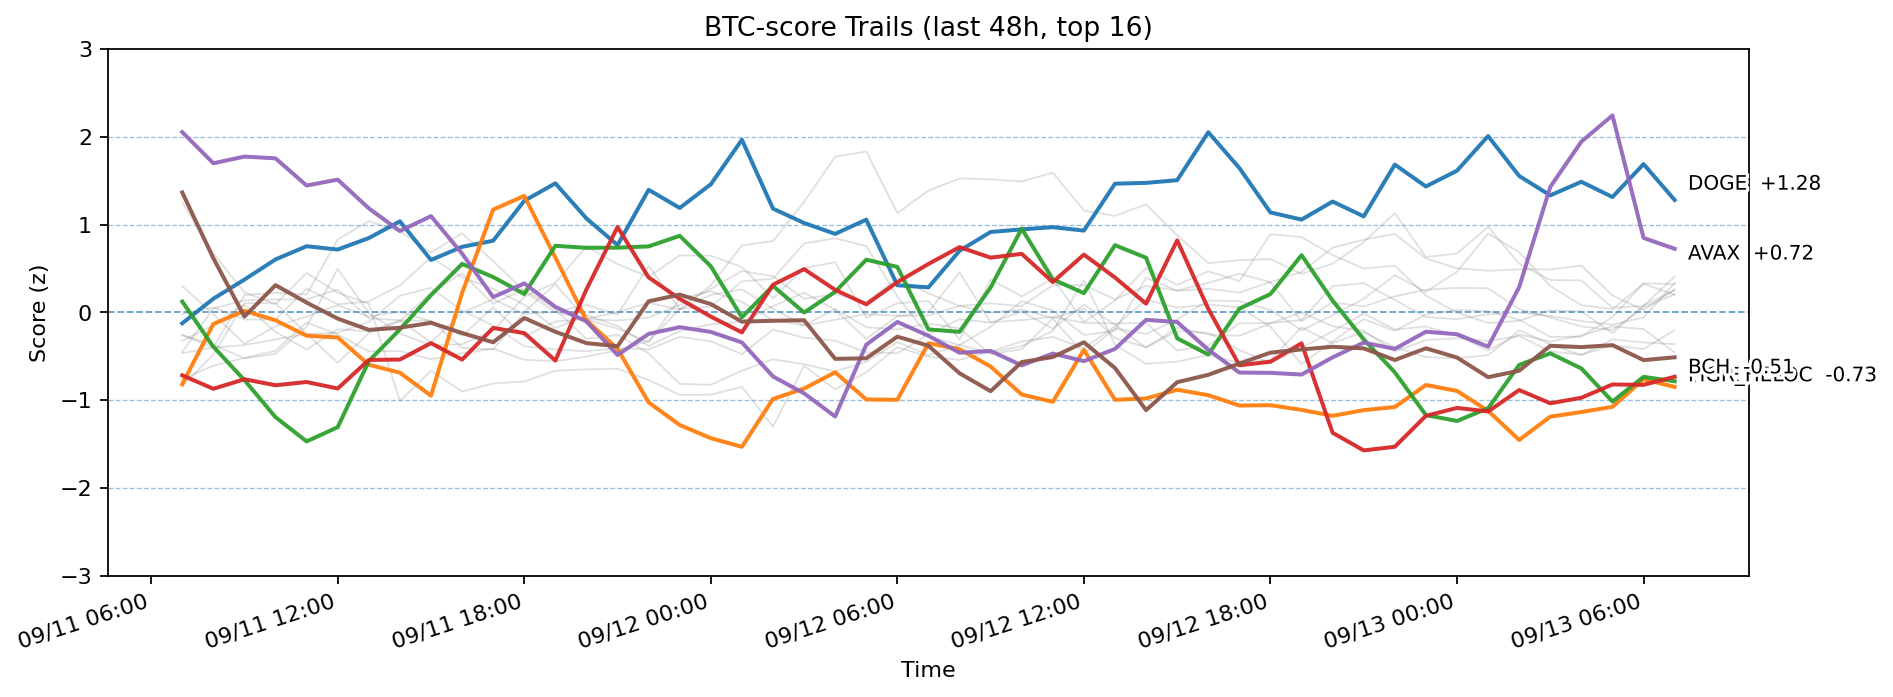 BTC-score Trails (last 48h, top 16)
Score (z)
3
2
1
0
−1
−2
−3
DOGE +1.28
AVAX +0.72
BCH -0.51
-0.73
09/11 06:00
09/11 12:00
09/11 18:00
09/12 00:00
09/12 06:00
09/12 12:00
09/12 18:00
09/13 00:00
09/13 06:00
Time